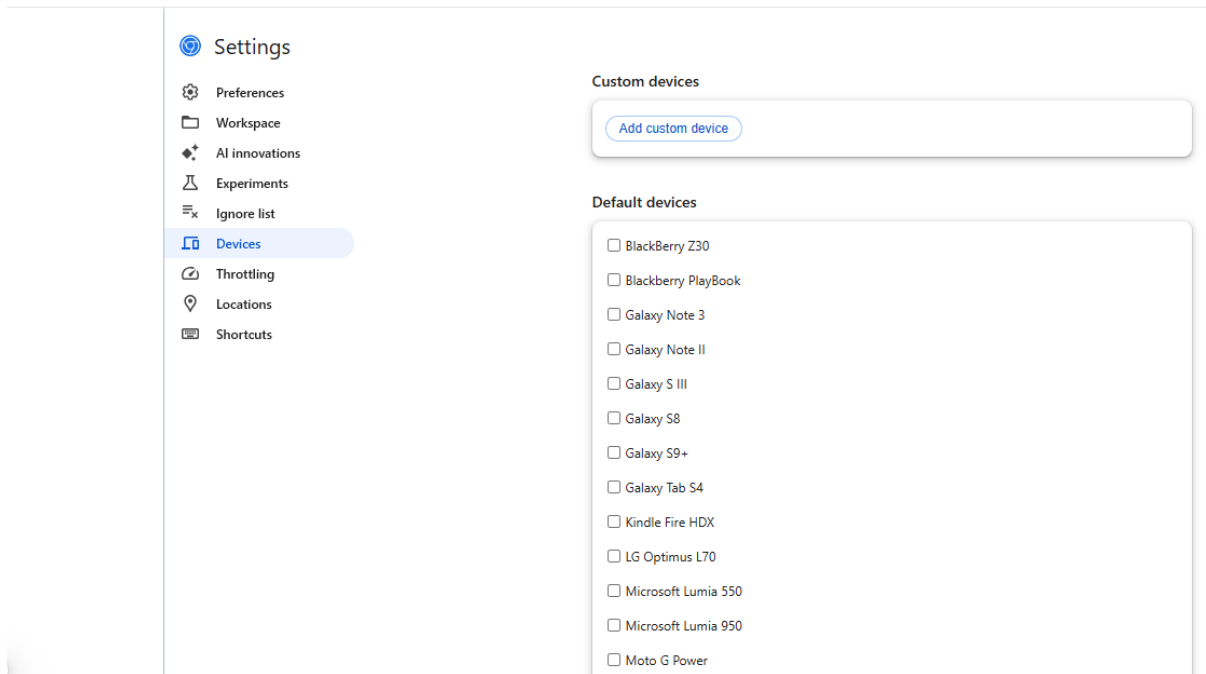 Settings
Preferences
Workspace
AI innovations
Experiments
Ignore list
Devices
Throttling
Locations
Shortcuts
Custom devices
Add custom device
Default devices
BlackBerry Z30
Blackberry PlayBook
Galaxy Note 3
Galaxy Note II
Galaxy S III
Galaxy S8
Galaxy S9+
Galaxy Tab S4
Kindle Fire HDX
LG Optimus L70
Microsoft Lumia 550
Microsoft Lumia 950
Moto G Power